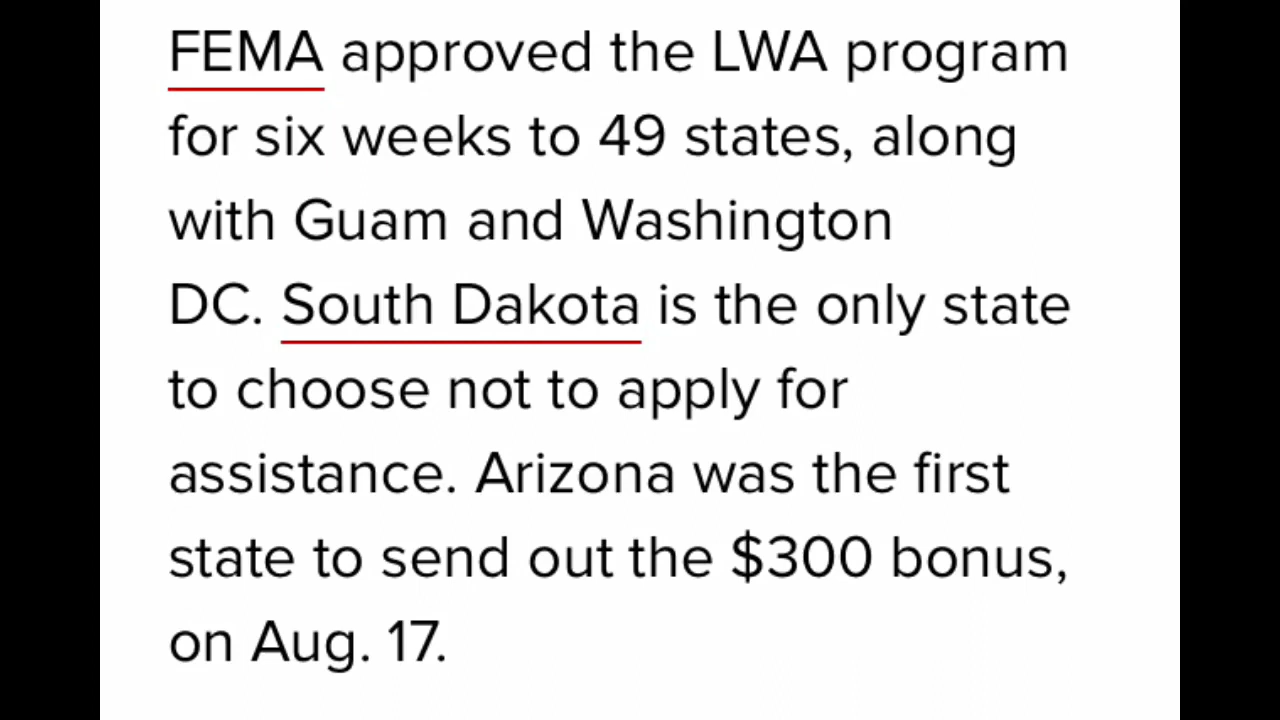 FEMA approved the LWA program
for six weeks to 49 states, along
with Guam and Washington
DC. South Dakota is the only state
to choose not to apply for
assistance. Arizona was the first
state to send out the $300 bonus,
on Aug. 17.